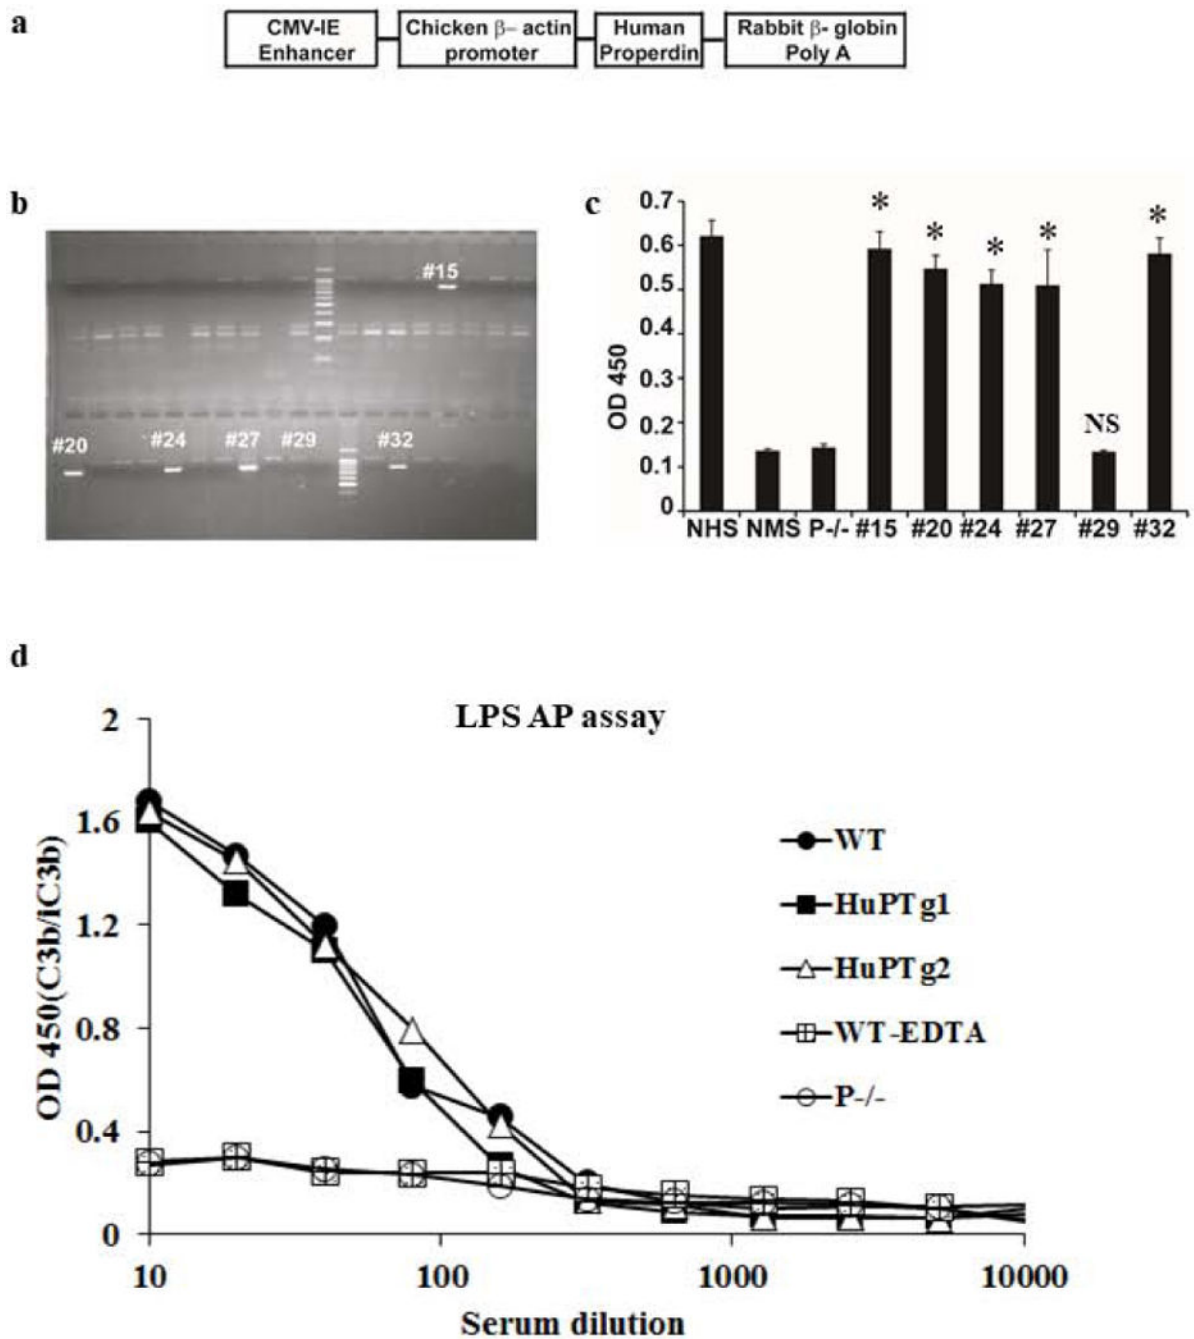 a
CMV-IE
Enhancer
Chicken β- actin
promoter
Human
Properdin
Rabbit β- globin
Poly A
b
#15
#20 #24 #27 #29 #32
c
OD 450
0.7
0.6
0.5
0.4
0.3
0.2
0.1
0
* * * * NS *
NHS NMS P-/- #15 #20 #24 #27 #29 #32
d
LPS AP assay
OD 450(C3b/iC3b)
2
1.6
1.2
0.8
0.4
0
10 100 1000 10000
Serum dilution
WT
HuPTg1
HuPTg2
WT-EDTA
P-/-